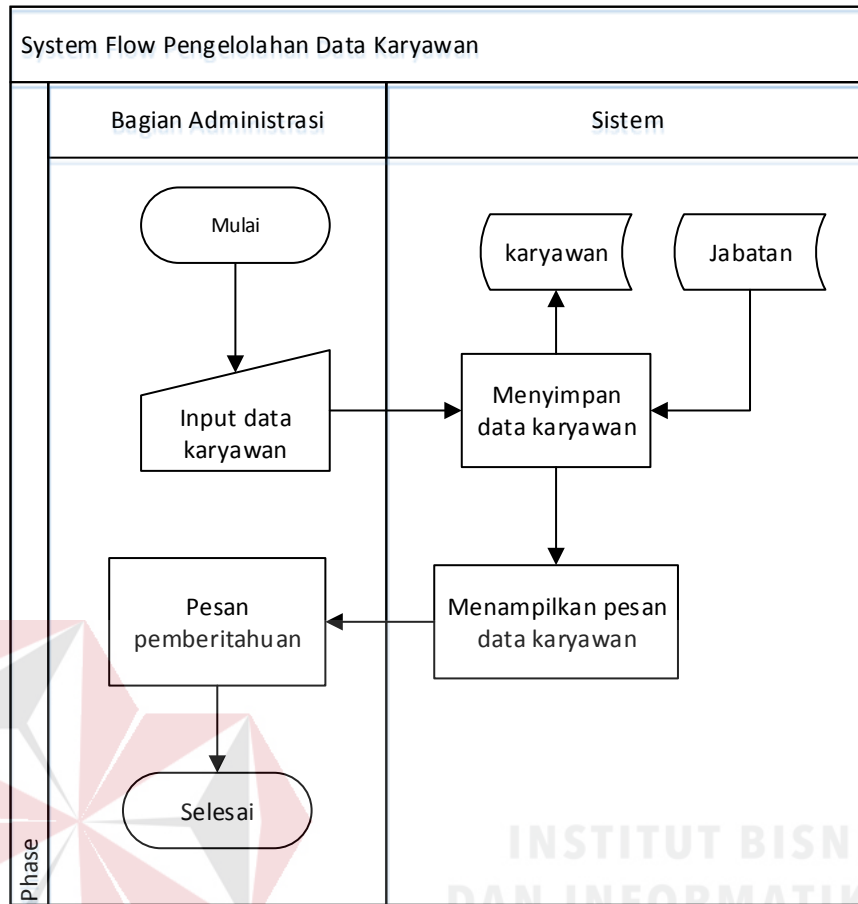 System Flow Pengelolahan Data Karyawan
Bagian Administrasi
Sistem
Mulai
karyawan
Jabatan
Input data
karyawan
Menyimpan
data karyawan
Pesan
pemberitahuan
Menampilkan pesan
data karyawan
Selesai
Phase
INSTITUT BISN
DAN INFORMATIK